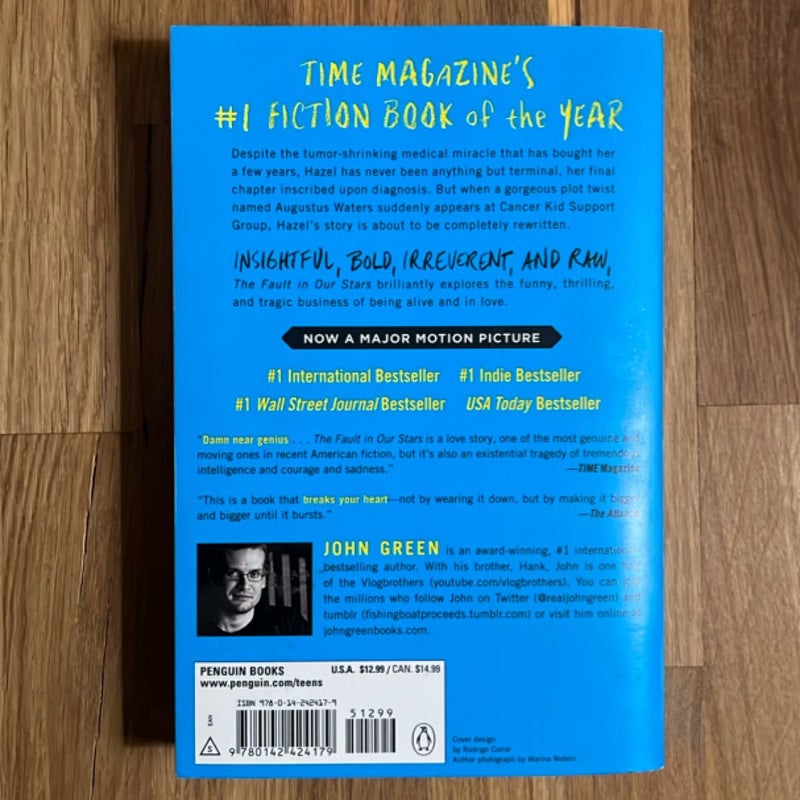 TIME MAGAZINE'S
#1 FICTION BOOK of the YEAR
Despite the tumor-shrinking medical miracle that has bought her
a few years, Hazel has never been anything but terminal, her final
chapter inscribed upon diagnosis. But when a gorgeous plot twist
named Augustus Waters suddenly appears at Cancer Kid Support
Group, Hazel's story is about to be completely rewritten.
INSIGHTFUL, BOLD, IRREVERENT, AND RAW,
The Fault in Our Stars brilliantly explores the funny, thrilling,
and tragic business of being alive and in love.
NOW A MAJOR MOTION PICTURE
#1 International Bestseller #1 Indie Bestseller
#1 Wall Street Journal Bestseller USA Today Bestseller
"Damn near genius . . . The Fault in Our Stars is a love story, one of the most genuine and
moving ones in recent American fiction, but it's also an existential tragedy of tremendous
intelligence and courage and sadness." —TIME Magazine
"This is a book that breaks your heart—not by wearing it down, but by making it bigger
and bigger until it bursts." —The Atlantic
JOHN GREEN is an award-winning, #1 international
bestselling author. With his brother, Hank, John is one half
of the Vlogbrothers (youtube.com/vlogbrothers). You can join
the millions who follow John on Twitter (@realjohngreen) and
tumblr (fishingboatproceeds.tumblr.com) or visit him online at
johngreenbooks.com.
PENGUIN BOOKS U.S.A. $12.99 / CAN. $14.99
www.penguin.com/teens
ISBN 978-0-14-242417-9
51299
EAN
S
9 780142 424179
Cover design
by Rodrigo Corral
Author photograph by Marina Waters